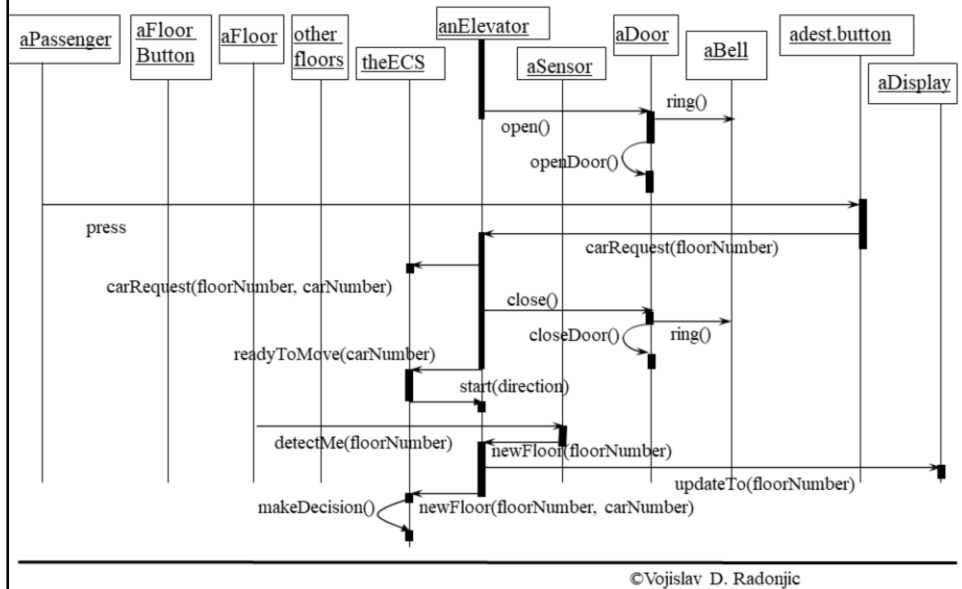 aPassenger
aFloor
Button
aFloor
other
floors
theECS
anElevator
aSensor
aDoor
aBell
adest.button
aDisplay
ring()
open()
openDoor()
press
carRequest(floorNumber)
carRequest(floorNumber, carNumber)
close()
closeDoor()
ring()
readyToMove(carNumber)
start(direction)
detectMe(floorNumber)
newFloor(floorNumber)
updateTo(floorNumber)
makeDecision()
newFloor(floorNumber, carNumber)
©Vojislav D. Radonjic